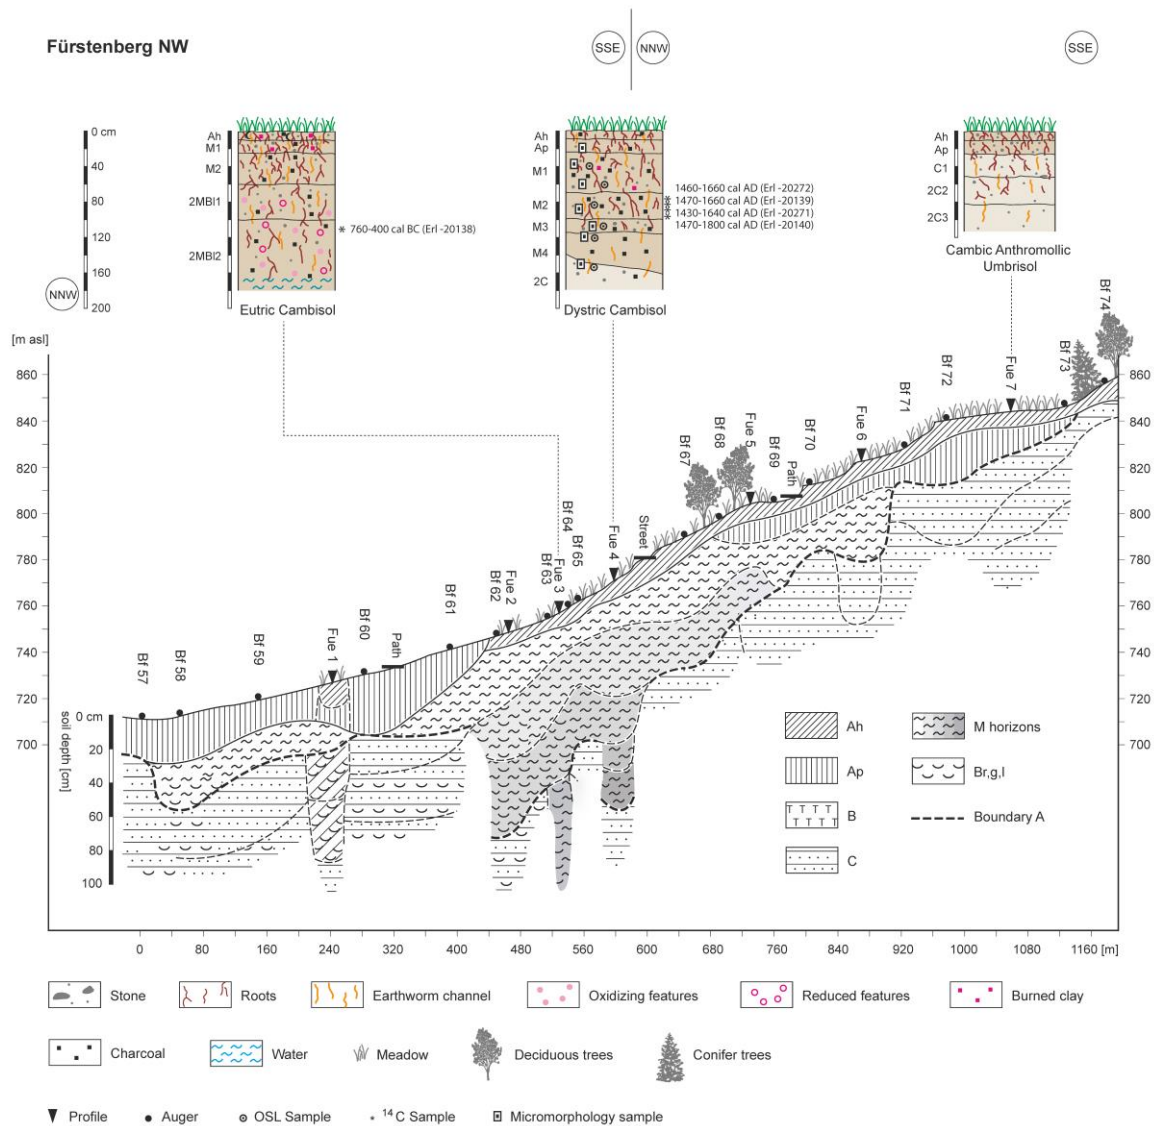 Fürstenberg NW
SSE
NNW
SSE
0 cm
40
80
120
160
200
NNW
Ah
M1
M2
2MBl1
2MBl2
760-400 cal BC (Erl -20138)
Eutric Cambisol
Ah
Ap
M1
M2
M3
M4
2C
1460-1660 cal AD (Erl -20272)
1470-1660 cal AD (Erl -20139)
1430-1640 cal AD (Erl -20271)
1470-1800 cal AD (Erl -20140)
Dystric Cambisol
Ah
Ap
C1
2C2
2C3
Cambic Anthromollic
Umbrisol
[m asl]
860
840
820
800
780
760
740
720
700
Bf 57
Bf 58
Bf 59
Fue 1
Bf 60
Path
Bf 61
Bf 62
Fue 2
Bf 63
Fue 3
Bf 64
Bf 65
Fue 4
Street
Bf 67
Bf 68
Fue 5
Bf 69
Path
Bf 70
Fue 6
Bf 71
Bf 72
Fue 7
Bf 73
Bf 74
860
840
820
800
780
760
740
720
700
soil depth [cm]
0 cm
20
40
60
80
100
Ah
Ap
B
C
M horizons
Br,g,l
Boundary A
0 80 160 240 320 400 480 560 600 680 760 840 920 1000 1080 1160 [m]
Stone Roots Earthworm channel Oxidizing features Reduced features Burned clay
Charcoal Water Meadow Deciduous trees Conifer trees
Profile Auger OSL Sample 14C Sample Micromorphology sample